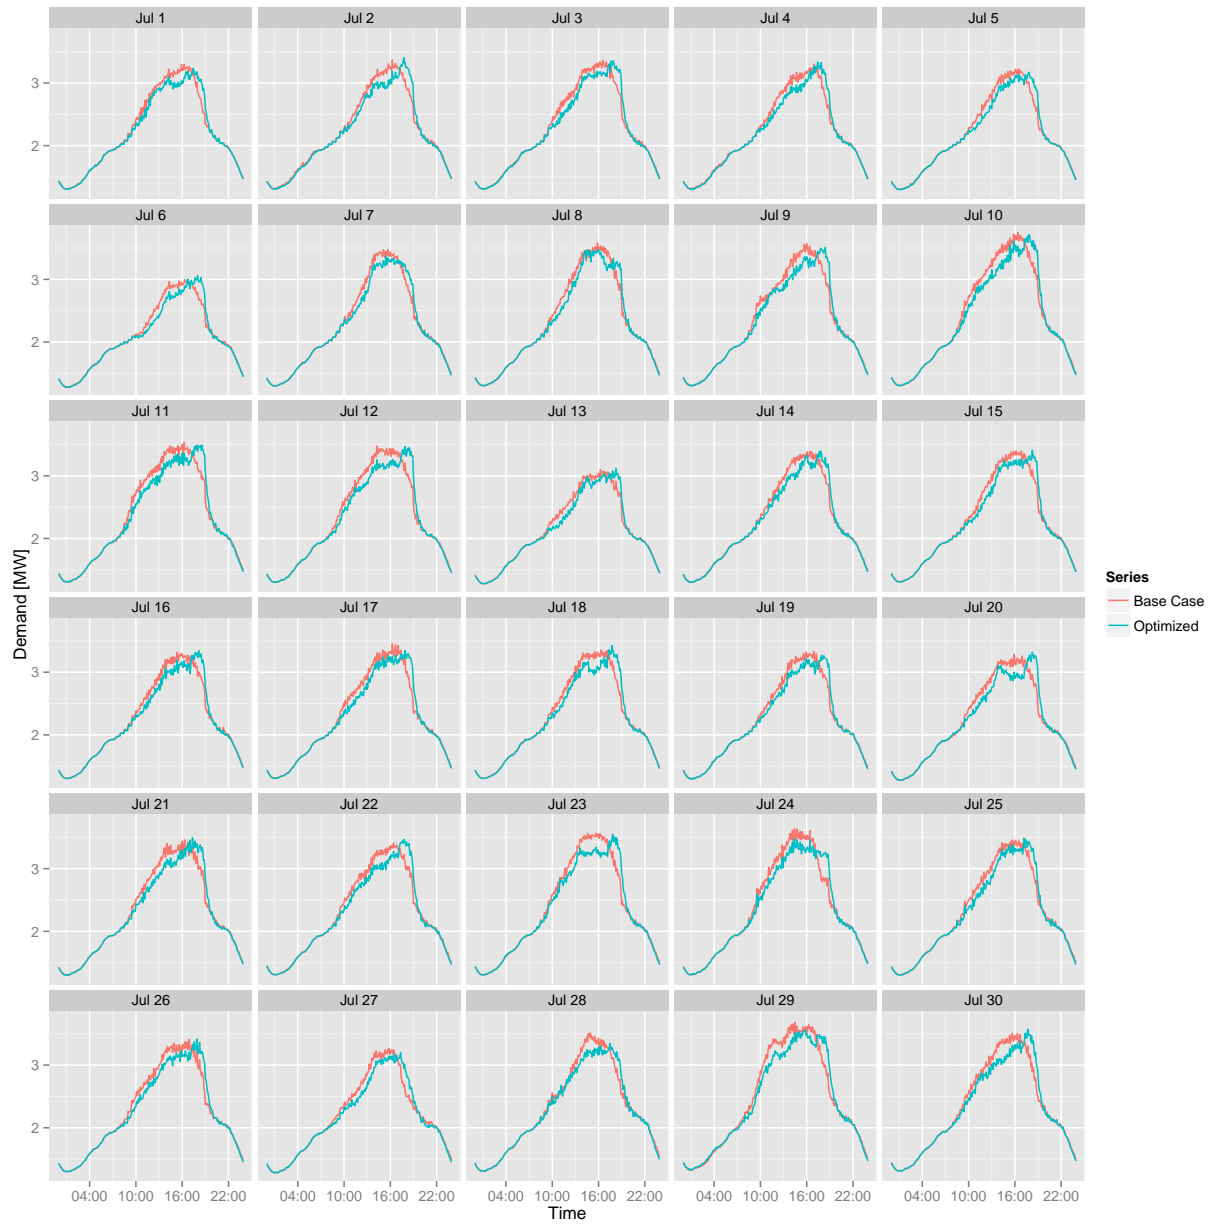 Jul 1
Jul 2
Jul 3
Jul 4
Jul 5
3
2
Jul 6
Jul 7
Jul 8
Jul 9
Jul 10
3
2
Jul 11
Jul 12
Jul 13
Jul 14
Jul 15
3
2
Jul 16
Jul 17
Jul 18
Jul 19
Jul 20
3
2
Jul 21
Jul 22
Jul 23
Jul 24
Jul 25
3
2
Jul 26
Jul 27
Jul 28
Jul 29
Jul 30
3
2
04:00 10:00 16:00 22:00
04:00 10:00 16:00 22:00
04:00 10:00 16:00 22:00
04:00 10:00 16:00 22:00
04:00 10:00 16:00 22:00
Time
Demand [MW]
Series
Base Case
Optimized